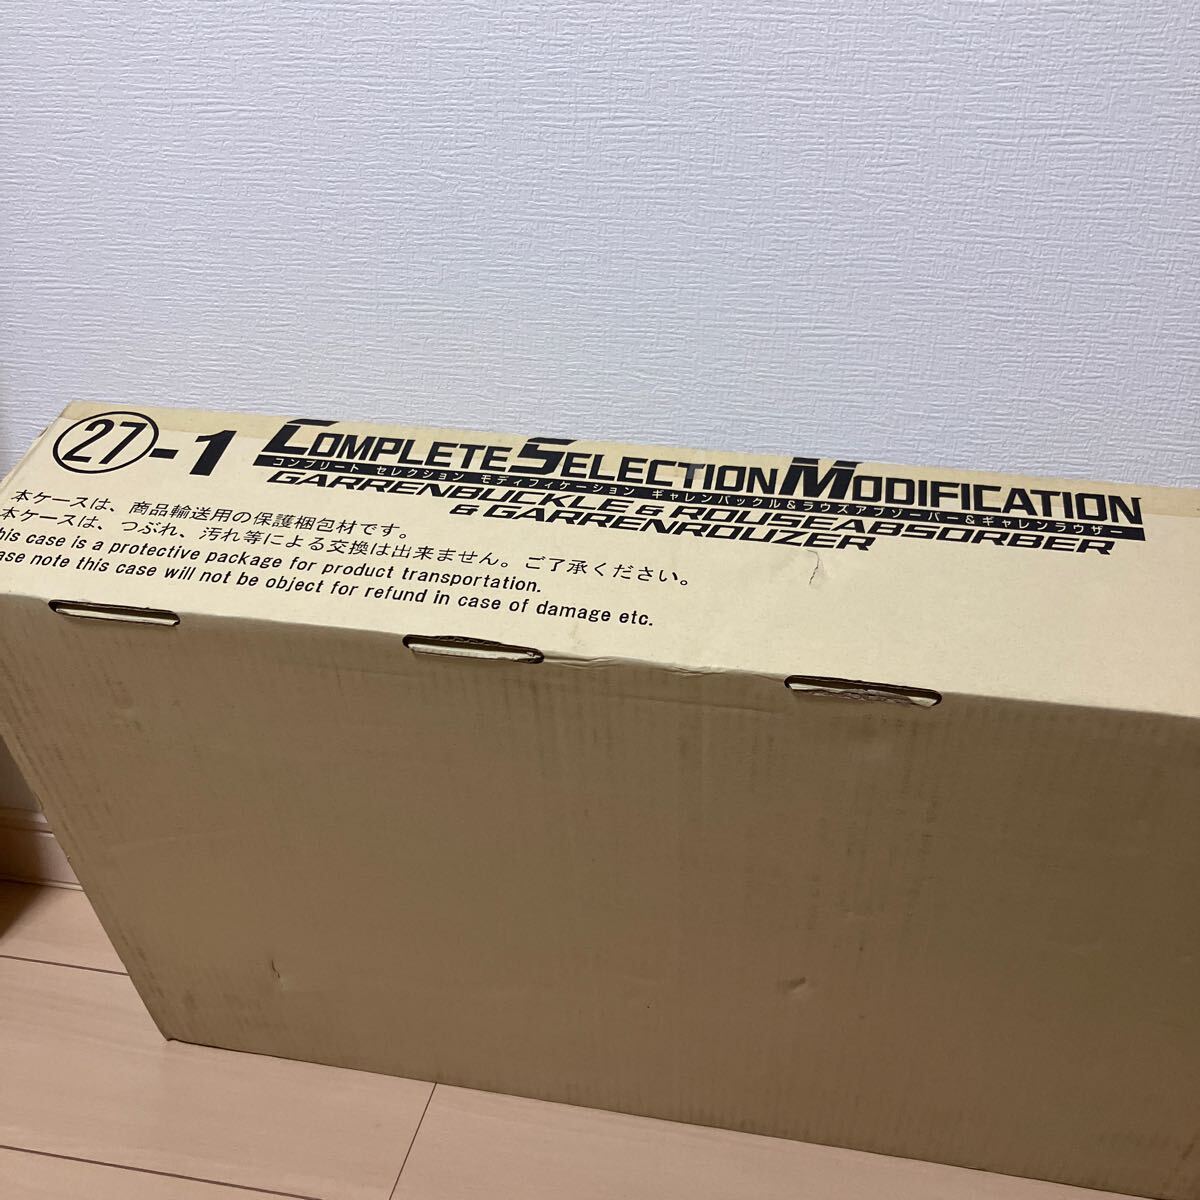 27-1
COMPLETE SELECTION MODIFICATION
コンプリート セレクション モディフィケーション ギャレンバックル&ラウズアブソーバー&ギャレンラウザー
GARRENBUCKLE & ROUSEABSORBER
& GARRENROUZER
本ケースは、商品輸送用の保護梱包材です。
本ケースは、つぶれ、汚れ等による交換は出来ません。ご了承ください。
his case is a protective package for product transportation.
ase note this case will not be object for refund in case of damage etc.